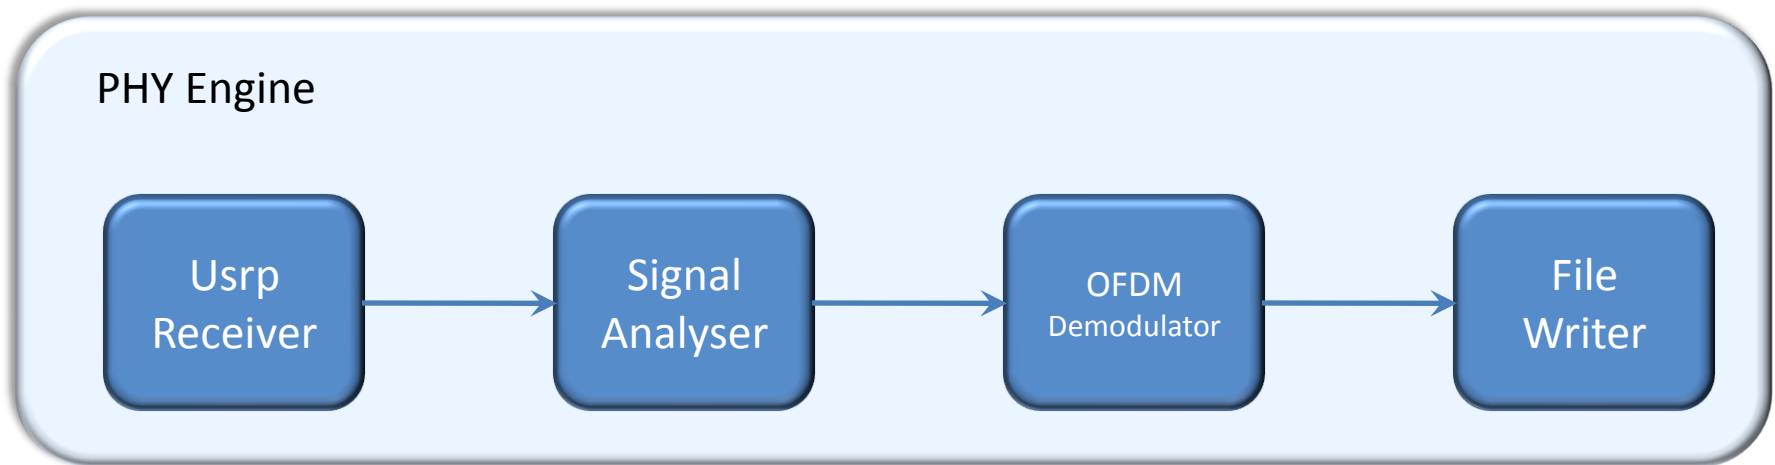 PHY Engine
Usrp
Receiver
Signal
Analyser
OFDM
Demodulator
File
Writer